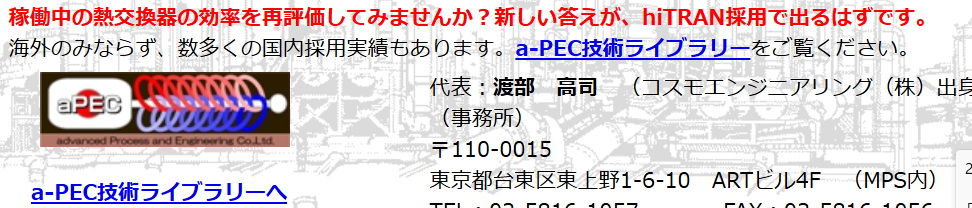 稼働中の熱交換器の効率を再評価してみませんか？新しい答えが、hiTRAN採用で出るはずです。
海外のみならず、数多くの国内採用実績もあります。a-PEC技術ライブラリーをご覧ください。
aPEC
advanced Process and Engineering Co.,Ltd.
a-PEC技術ライブラリーへ
代表：渡部　高司　（コスモエンジニアリング（株）出身
（事務所）
〒110-0015
東京都台東区東上野1-6-10　ARTビル4F　（MPS内）
TEL：03-5816-1057　FAX：03-5816-1056